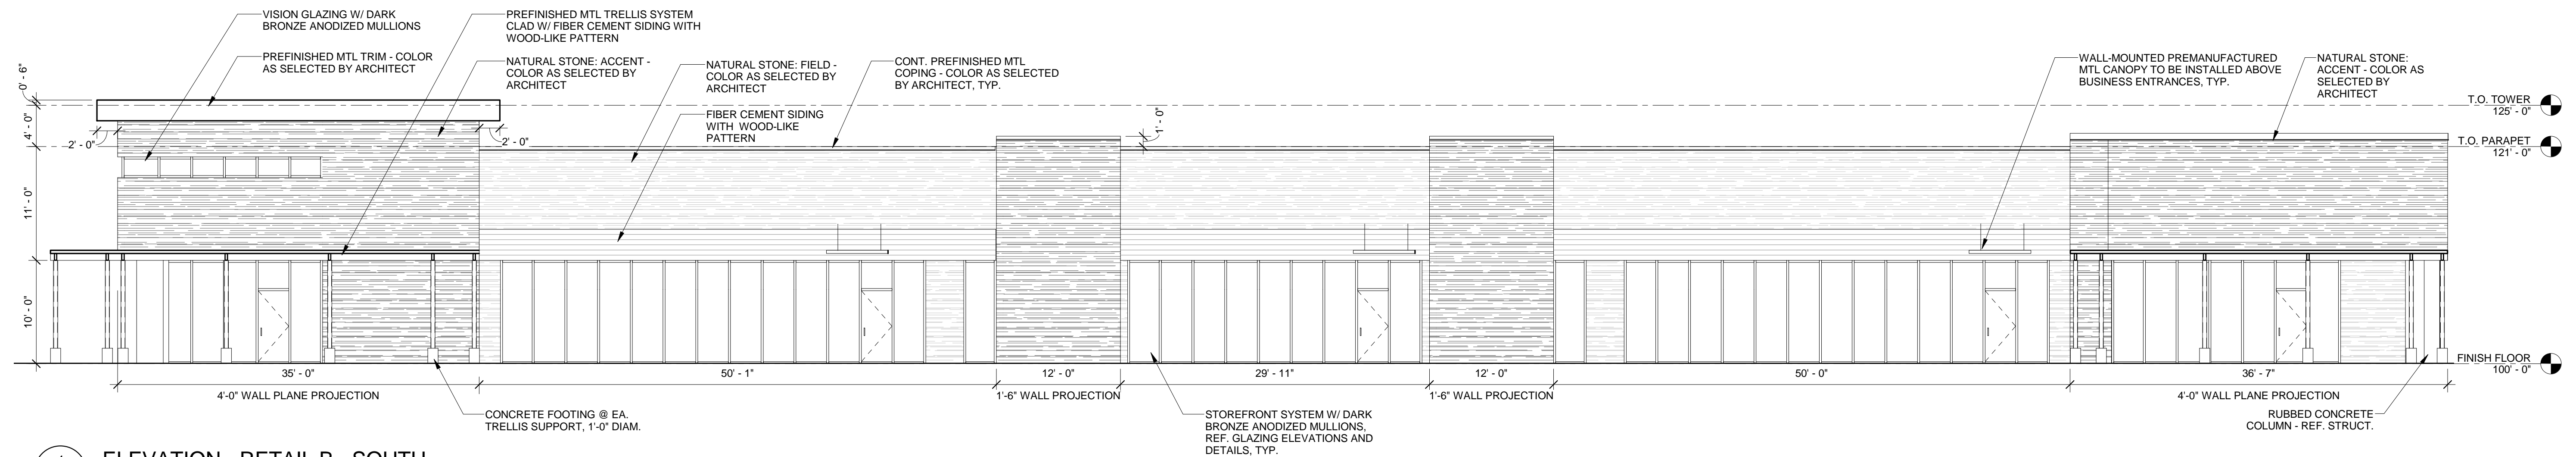 VISION GLAZING W/ DARK
BRONZE ANODIZED MULLIONS
PREFINISHED MTL TRIM - COLOR
AS SELECTED BY ARCHITECT
PREFINISHED MTL TRELLIS SYSTEM
CLAD W/ FIBER CEMENT SIDING WITH
WOOD-LIKE PATTERN
NATURAL STONE: ACCENT -
COLOR AS SELECTED BY
ARCHITECT
NATURAL STONE: FIELD -
COLOR AS SELECTED BY
ARCHITECT
FIBER CEMENT SIDING
WITH WOOD-LIKE
PATTERN
CONT. PREFINISHED MTL
COPING - COLOR AS SELECTED
BY ARCHITECT, TYP.
WALL-MOUNTED PREMANUFACTURED
MTL CANOPY TO BE INSTALLED ABOVE
BUSINESS ENTRANCES, TYP.
NATURAL STONE:
ACCENT - COLOR AS
SELECTED BY
ARCHITECT
0' - 6"
4' - 0"
11' - 0"
10' - 0"
2' - 0"
2' - 0"
1' - 0"
T.O. TOWER
125' - 0"
T.O. PARAPET
121' - 0"
FINISH FLOOR
100' - 0"
35' - 0"
50' - 1"
12' - 0"
29' - 11"
12' - 0"
50' - 0"
36' - 7"
4'-0" WALL PLANE PROJECTION
1'-6" WALL PROJECTION
1'-6" WALL PROJECTION
4'-0" WALL PLANE PROJECTION
CONCRETE FOOTING @ EA.
TRELLIS SUPPORT, 1'-0" DIAM.
STOREFRONT SYSTEM W/ DARK
BRONZE ANODIZED MULLIONS,
REF. GLAZING ELEVATIONS AND
DETAILS, TYP.
RUBBED CONCRETE
COLUMN - REF. STRUCT.
ELEVATION - RETAIL B - SOUTH